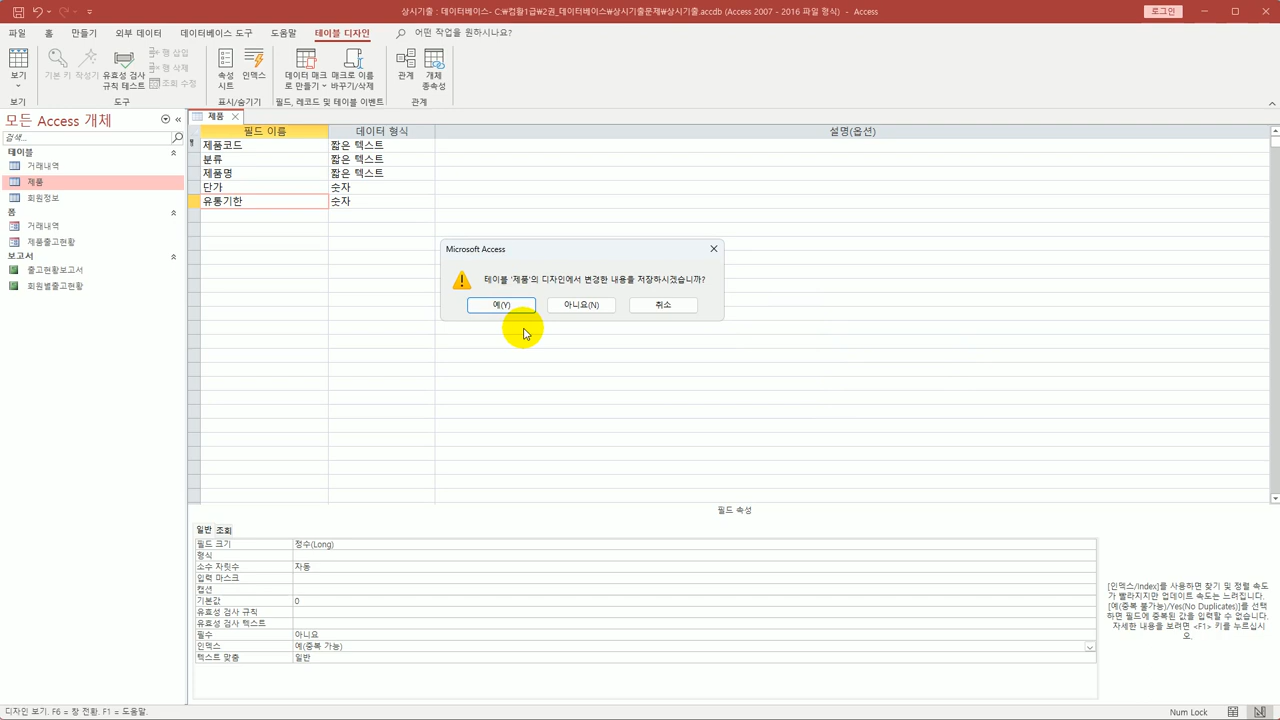 상시기출 : 데이터베이스- C:₩컴활1급₩2권_데이터베이스₩상시기출문제₩상시기출.accdb (Access 2007 - 2016 파일 형식) - Access
로그인
파일 홈 만들기 외부 데이터 데이터베이스 도구 도움말 테이블 디자인 어떤 작업을 원하시나요?
보기
기본 키
작성기
유효성 검사
규칙 테스트
행 삽입
행 삭제
조회 수정
속성
시트
인덱스
데이터 매크
로 만들기
매크로 이름
바꾸기/삭제
관계
개체
종속성
보기
도구
표시/숨기기
필드, 레코드 및 테이블 이벤트
관계
모든 Access 개체
검색...
테이블
거래내역
제품
회원정보
폼
거래내역
제품출고현황
보고서
출고현황보고서
회원별출고현황
제품
필드 이름 데이터 형식 설명(옵션)
제품코드 짧은 텍스트
분류 짧은 텍스트
제품명 짧은 텍스트
단가 숫자
유통기한 숫자
Microsoft Access
테이블 '제품'의 디자인에서 변경한 내용을 저장하시겠습니까?
예(Y) 아니요(N) 취소
필드 속성
일반 조회
필드 크기 정수(Long)
형식
소수 자릿수 자동
입력 마스크
캡션
기본값 0
유효성 검사 규칙
유효성 검사 텍스트
필수 아니요
인덱스 예(중복 가능)
텍스트 맞춤 일반
[인덱스/Index]를 사용하면 찾기 및 정렬 속도
가 빨라지지만 업데이트 속도는 느려집니다.
[예(중복 불가능)/Yes(No Duplicates)]를 선택
하면 필드에 중복된 값을 입력할 수 없습니다.
자세한 내용을 보려면 <F1> 키를 누르십시
오.
디자인 보기. F6 = 창 전환. F1 = 도움말.
Num Lock